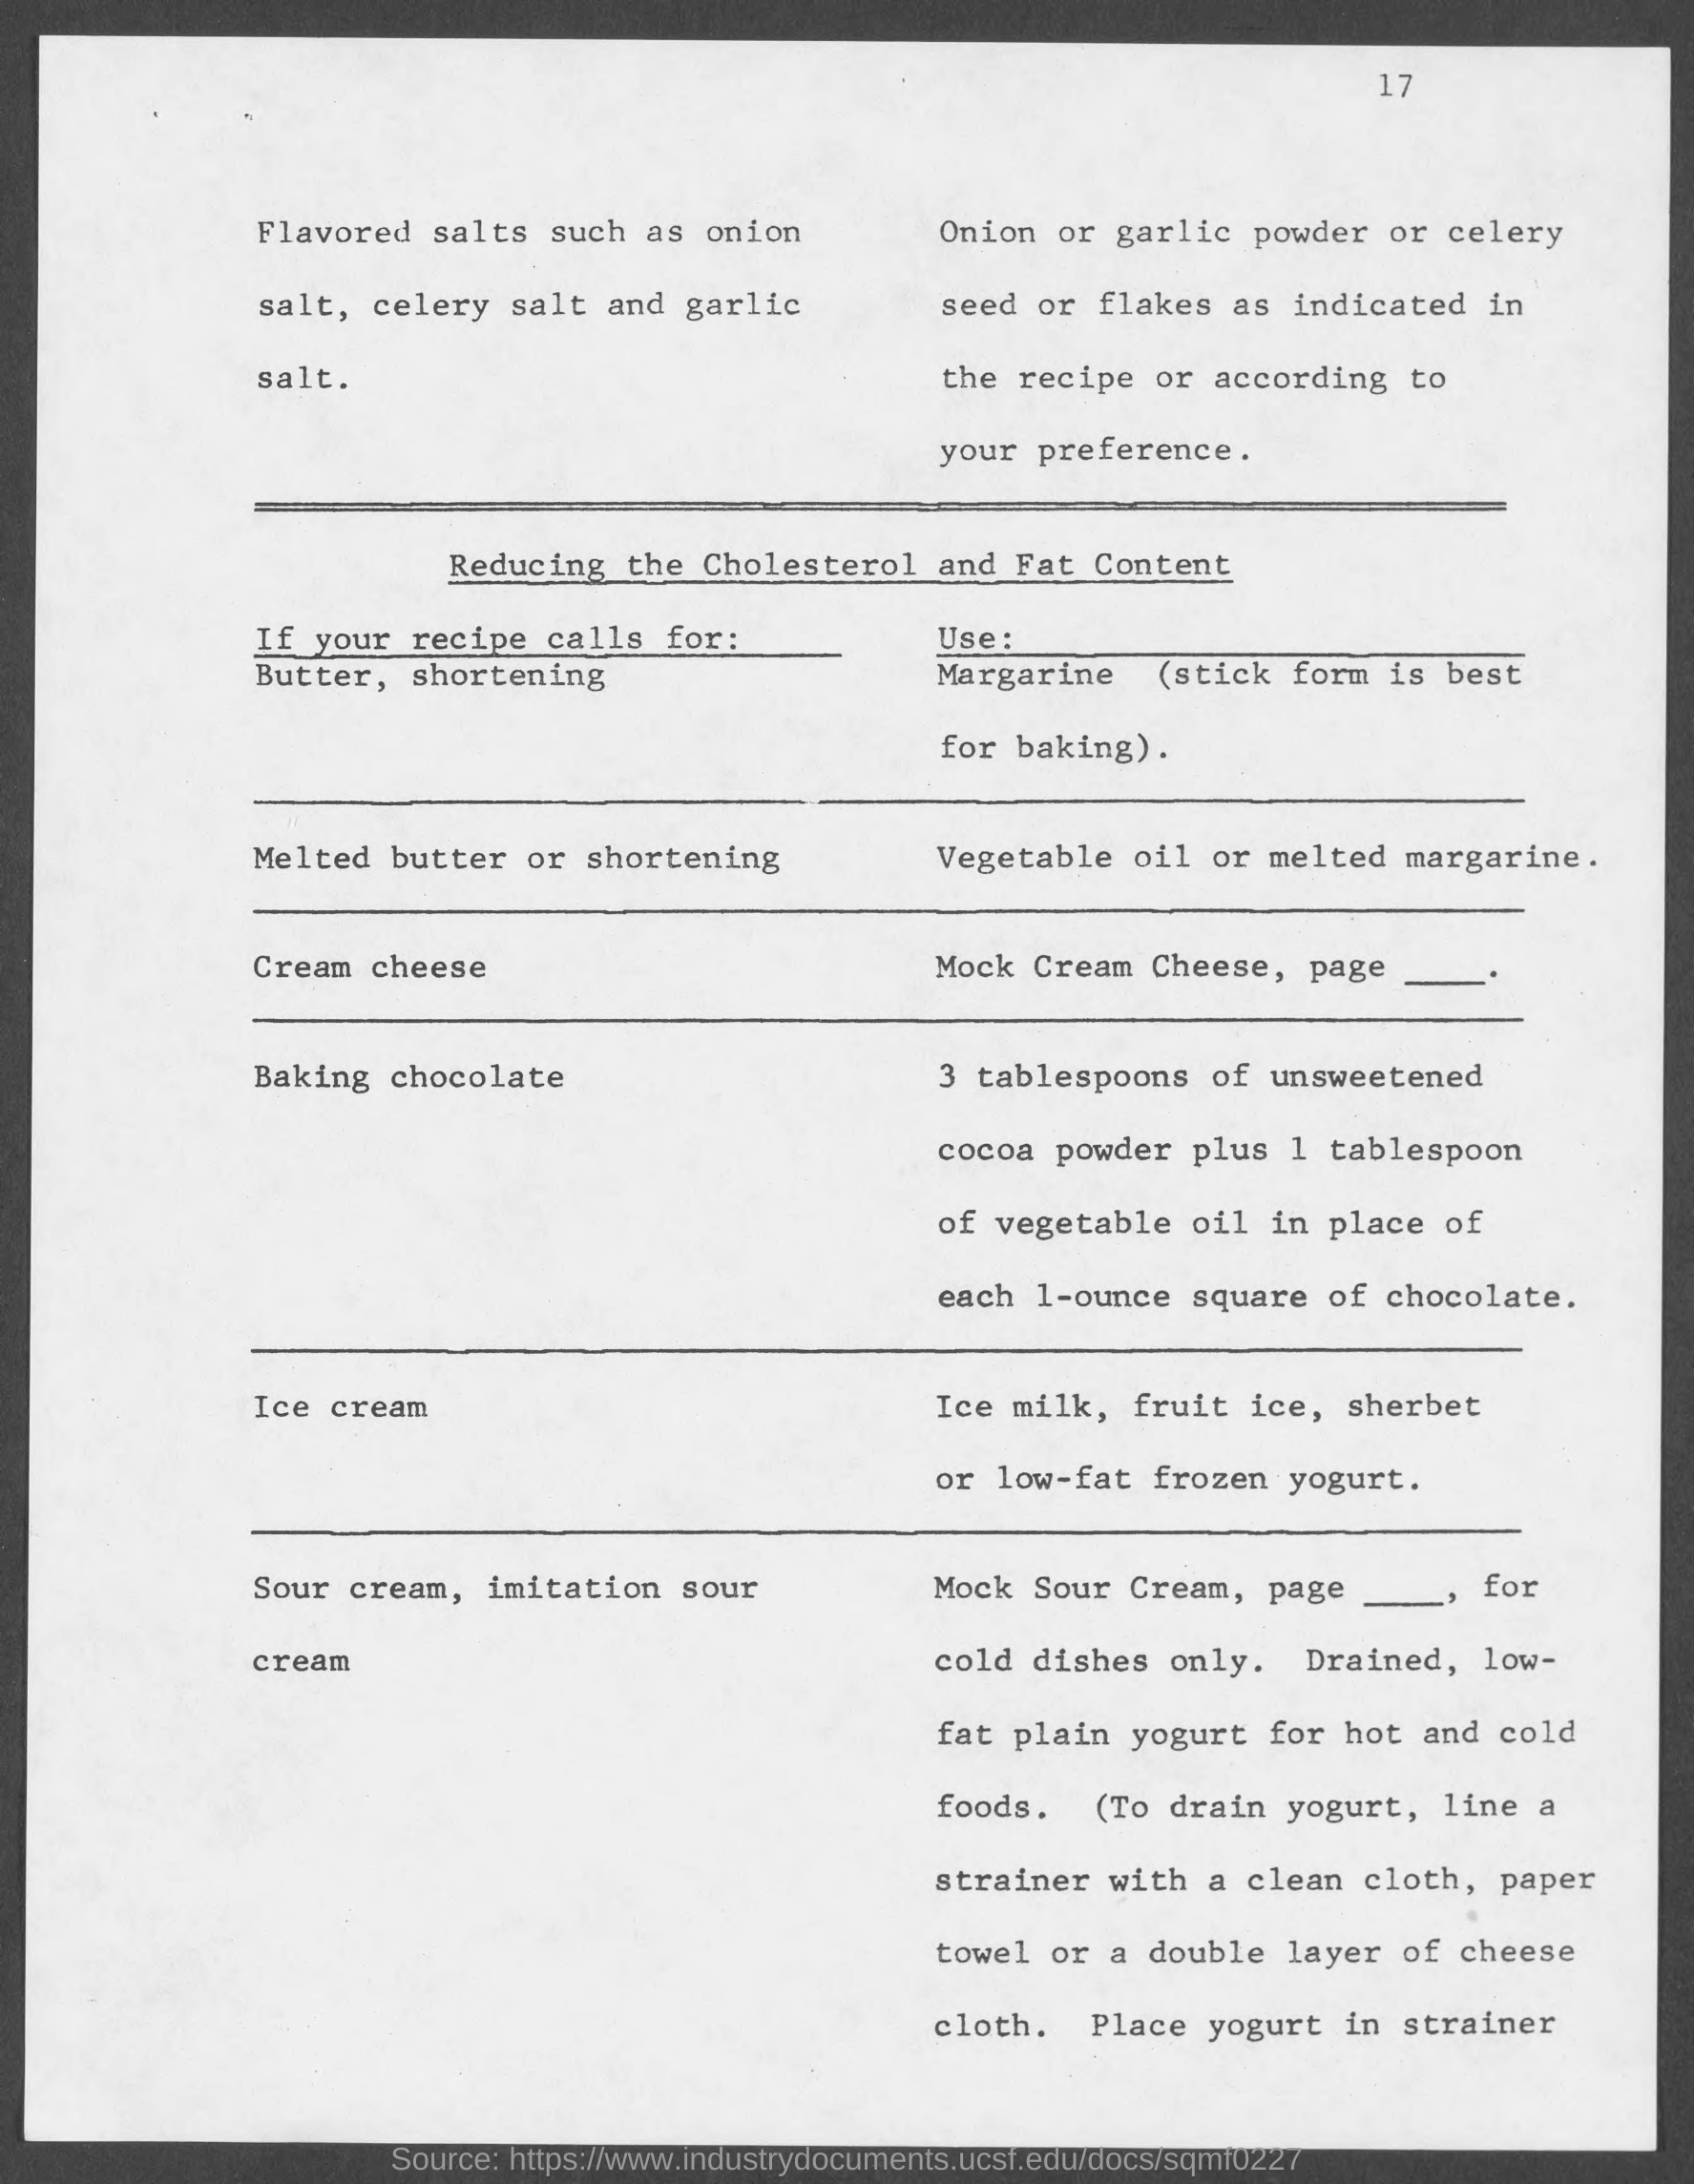 17
Flavored salts such as onion
salt, celery salt and garlic
salt.
Onion or garlic powder or celery
seed or flakes as indicated in
the recipe or according to
your preference.
Reducing the Cholesterol and Fat Content
If your recipe calls for:
Use:
Butter, shortening
Margarine (stick form is best
for baking).
Melted butter or shortening
Vegetable oil or melted margarine.
Cream cheese
Mock Cream Cheese, page ____.
Baking chocolate
3 tablespoons of unsweetened
cocoa powder plus 1 tablespoon
of vegetable oil in place of
each 1-ounce square of chocolate.
Ice cream
Ice milk, fruit ice, sherbet
or low-fat frozen yogurt.
Sour cream, imitation sour
cream
Mock Sour Cream, page ____, for
cold dishes only. Drained, low-
fat plain yogurt for hot and cold
foods. (To drain yogurt, line a
strainer with a clean cloth, paper
towel or a double layer of cheese
cloth. Place yogurt in strainer
Source: https://www.industrydocuments.ucsf.edu/docs/sqmf0227